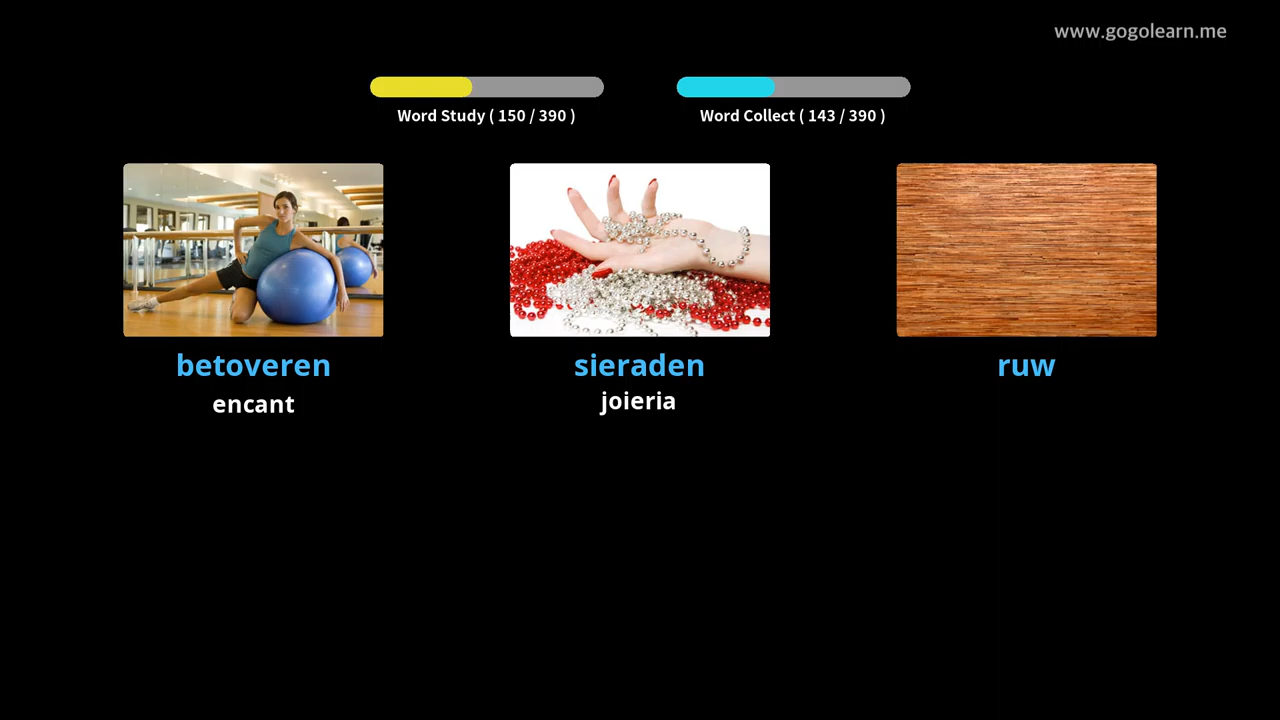 www.gogolearn.me
Word Study ( 150 / 390 )
Word Collect ( 143 / 390 )
betoveren
encant
sieraden
joieria
ruw